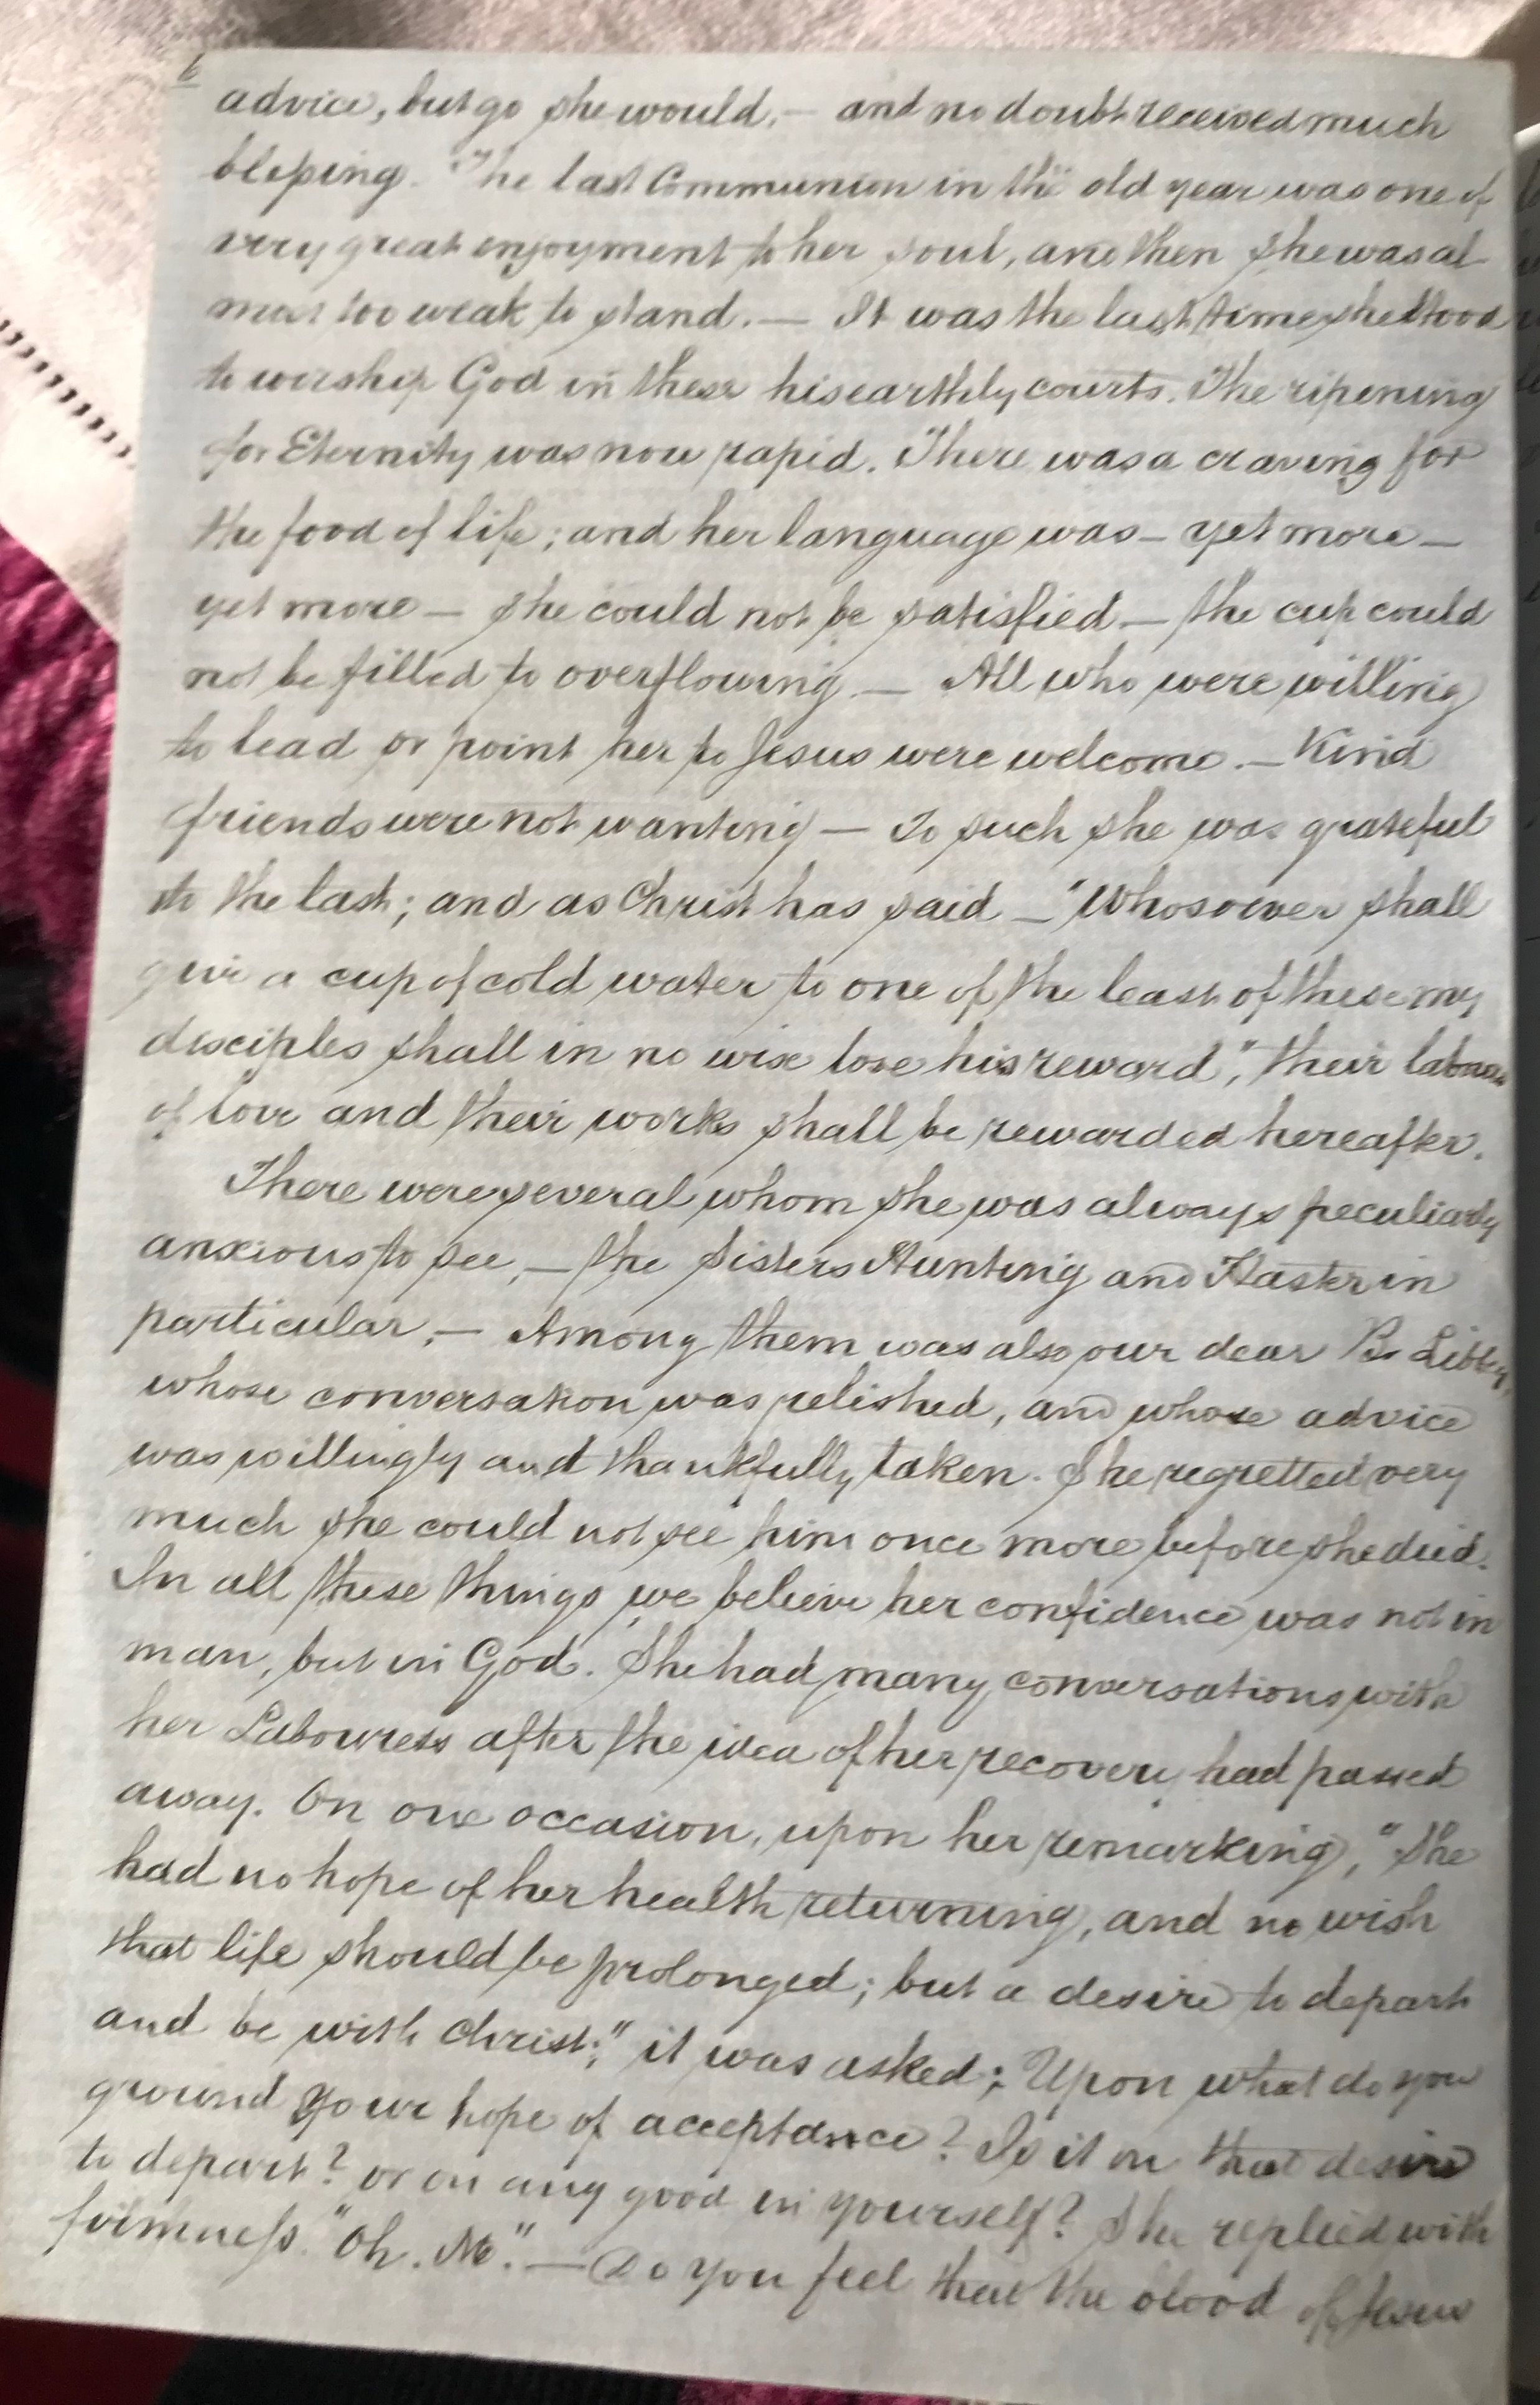 6
advice, but go she would, — and no doubt received much
blessing. The last Communion in the old year was one of
very great enjoyment to her soul, and then she was al-
most too weak to stand. — It was the last time she stood
to worship God in these his earthly courts. The ripening
for Eternity was now rapid. There was a craving for
the food of life; and her language was — yet more —
yet more — she could not be satisfied — the cup could
not be filled to overflowing — All who were willing
to lead or point her to Jesus were welcome. — Kind
friends were not wanting — To such she was grateful
to the last; and as Christ has said — "Whosoever shall
give a cup of cold water to one of the least of these my
disciples shall in no wise lose his reward", their labour
of love and their works shall be rewarded hereafter.
There were several whom she was always peculiarly
anxious to see, — the Sisters Hunting and in
particular, — Among them was also our dear Br Libbey,
whose conversation was relished, and whose advice
was willingly and thankfully taken. She regretted very
much she could not see him once more before she died.
In all these things we believe her confidence was not in
man, but in God. She had many conversations with
her Labouress after the idea of her recovery had passed
away. On one occasion, upon her remarking, "She
had no hope of her health returning, and no wish
that life should be prolonged; but a desire to depart
and be with Christ;" it was asked; Upon what do you
ground your hope of acceptance? Is it on that desire
to depart? or on any good in yourself? She replied with
firmness "Oh. No." — Do you feel that the blood of Jesus